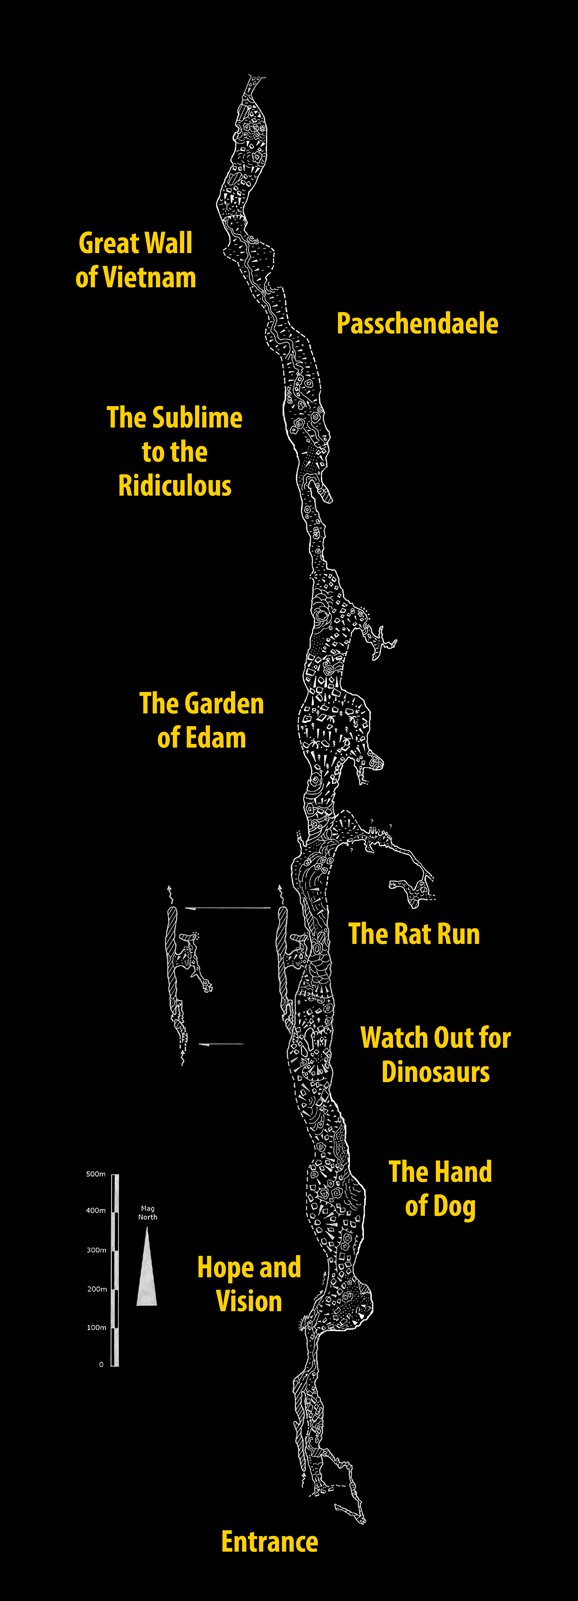 Great Wall
of Vietnam
Passchendaele
The Sublime
to the
Ridiculous
The Garden
of Edam
?
?
?
?
The Rat Run
Watch Out for
Dinosaurs
The Hand
of Dog
500m
400m
300m
200m
100m
0
Mag
North
Hope and
Vision
Entrance